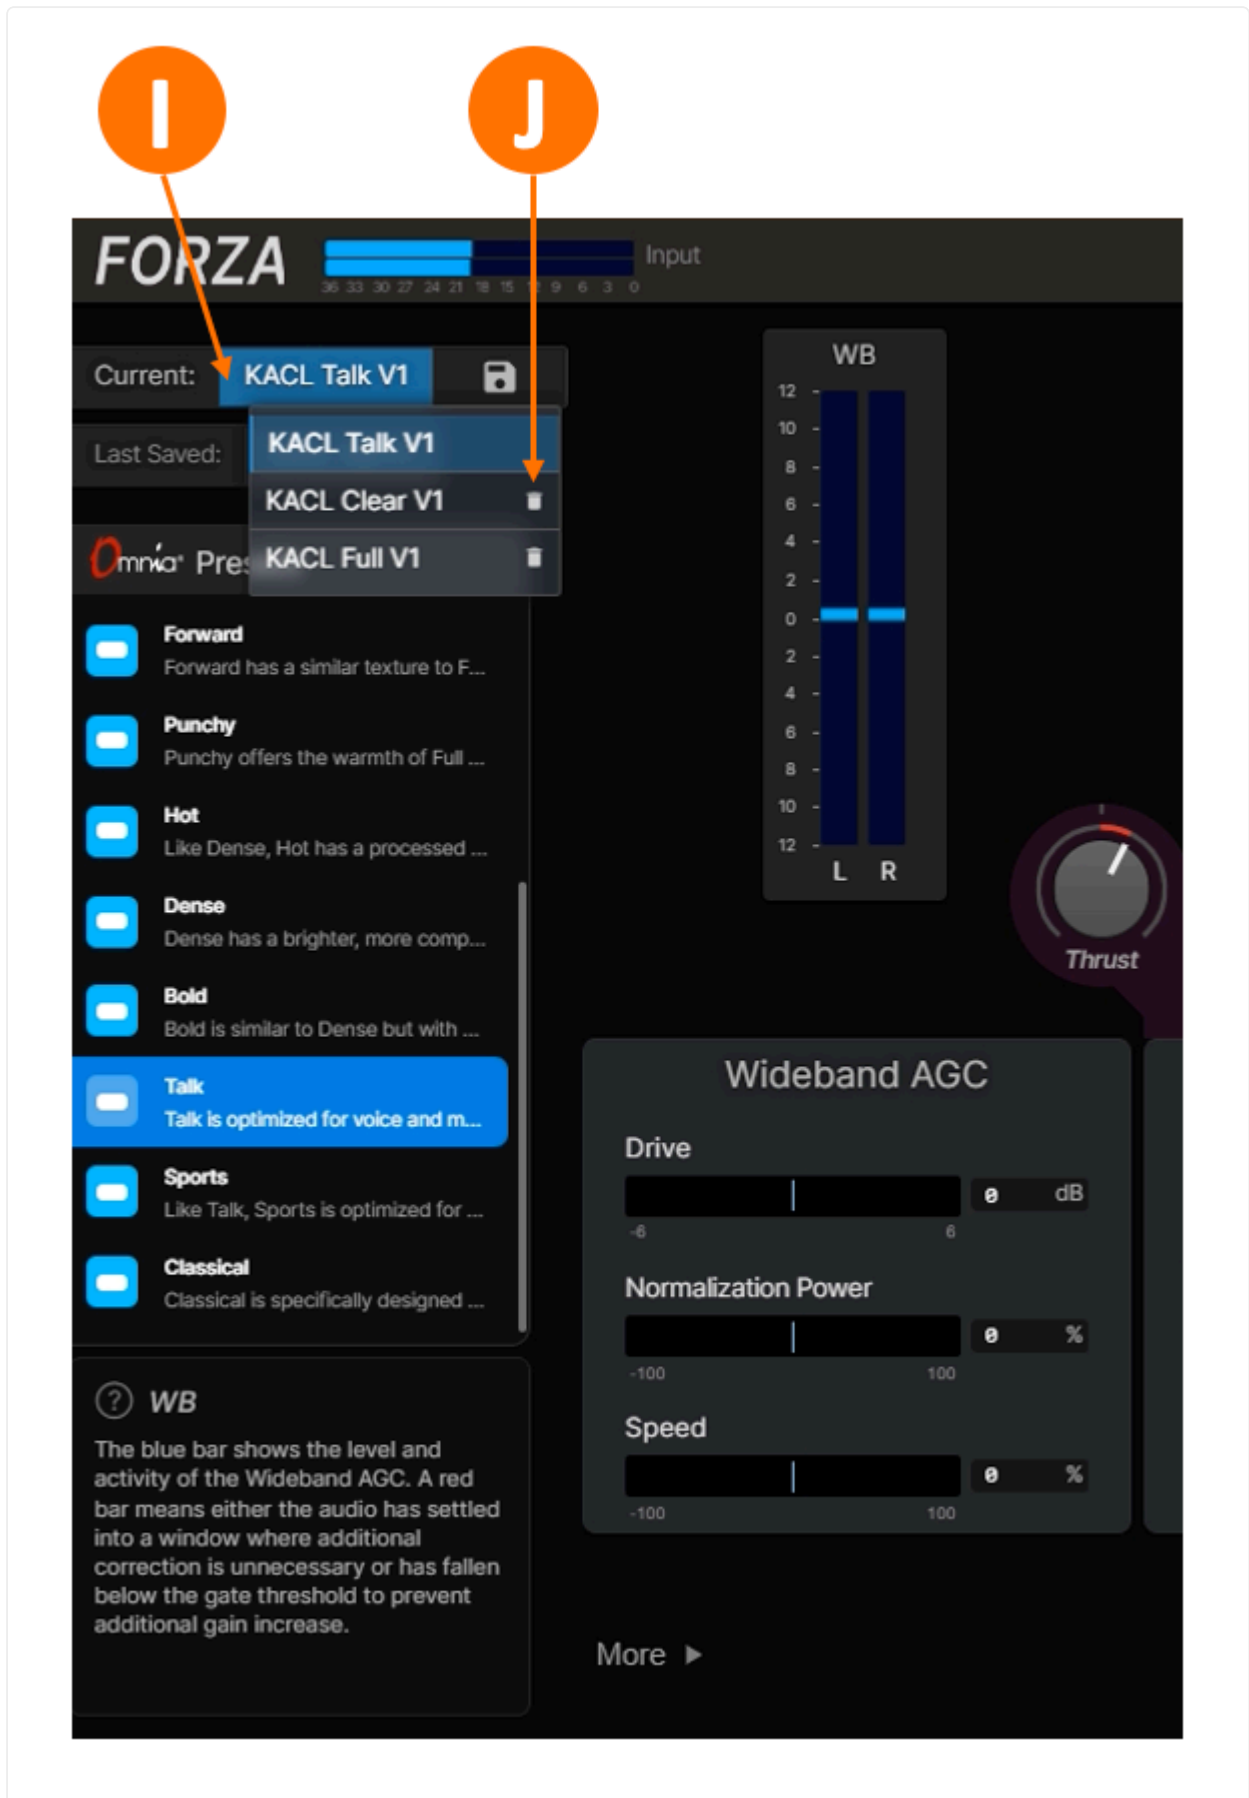 I
J
FORZA
Input
36 33 30 27 24 21 18 15 12 9 6 3 0
Current:
KACL Talk V1
KACL Talk V1
Last Saved:
KACL Clear V1
Omnia Pres
KACL Full V1
Forward
Forward has a similar texture to F...
Punchy
Punchy offers the warmth of Full ...
Hot
Like Dense, Hot has a processed ...
Dense
Dense has a brighter, more comp...
Bold
Bold is similar to Dense but with ...
Talk
Talk is optimized for voice and m...
Sports
Like Talk, Sports is optimized for ...
Classical
Classical is specifically designed ...
? WB
The blue bar shows the level and
activity of the Wideband AGC. A red
bar means either the audio has settled
into a window where additional
correction is unnecessary or has fallen
below the gate threshold to prevent
additional gain increase.
WB
12 -
10 -
8 -
6 -
4 -
2 -
0 -
2 -
4 -
6 -
8 -
10 -
12 -
L R
Thrust
Wideband AGC
Drive
0 dB
-6 6
Normalization Power
0 %
-100 100
Speed
0 %
-100 100
More